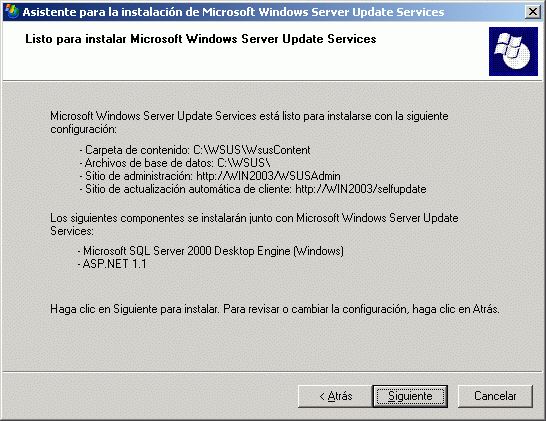 Asistente para la instalación de Microsoft Windows Server Update Services
Listo para instalar Microsoft Windows Server Update Services
Microsoft Windows Server Update Services está listo para instalarse con la siguiente
configuración:
- Carpeta de contenido: C:\WSUS\WsusContent
- Archivos de base de datos: C:\WSUS\
- Sitio de administración: http://WIN2003/WSUSAdmin
- Sitio de actualización automática de cliente: http://WIN2003/selfupdate
Los siguientes componentes se instalarán junto con Microsoft Windows Server Update
Services:
- Microsoft SQL Server 2000 Desktop Engine (Windows)
- ASP.NET 1.1
Haga clic en Siguiente para instalar. Para revisar o cambiar la configuración, haga clic en Atrás.
< Atrás
Siguiente
Cancelar